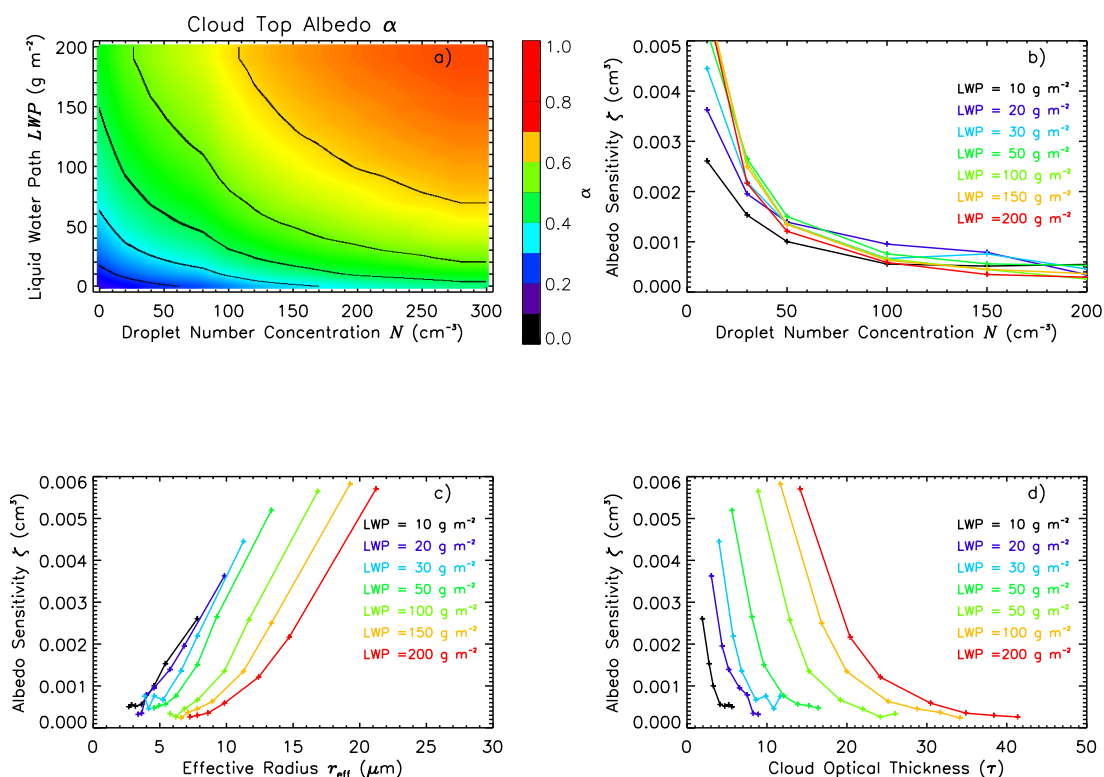 Cloud Top Albedo α
Liquid Water Path LWP (g m⁻²)
200
150
100
50
0
a)
0 50 100 150 200 250 300
Droplet Number Concentration N (cm⁻³)
1.0
0.8
0.6
0.4
0.2
0.0
α
Albedo Sensitivity ζ (cm³)
0.005
0.004
0.003
0.002
0.001
0.000
b)
LWP = 10 g m⁻²
LWP = 20 g m⁻²
LWP = 30 g m⁻²
LWP = 50 g m⁻²
LWP =100 g m⁻²
LWP =150 g m⁻²
LWP =200 g m⁻²
0 50 100 150 200
Droplet Number Concentration N (cm⁻³)
Albedo Sensitivity ζ (cm³)
0.006
0.005
0.004
0.003
0.002
0.001
0.000
c)
LWP = 10 g m⁻²
LWP = 20 g m⁻²
LWP = 30 g m⁻²
LWP = 50 g m⁻²
LWP =100 g m⁻²
LWP =150 g m⁻²
LWP =200 g m⁻²
0 5 10 15 20 25 30
Effective Radius r_eff (μm)
Albedo Sensitivity ζ (cm³)
0.006
0.005
0.004
0.003
0.002
0.001
0.000
d)
LWP = 10 g m⁻²
LWP = 20 g m⁻²
LWP = 30 g m⁻²
LWP = 50 g m⁻²
LWP = 50 g m⁻²
LWP =100 g m⁻²
LWP =200 g m⁻²
0 10 20 30 40 50
Cloud Optical Thickness (τ)